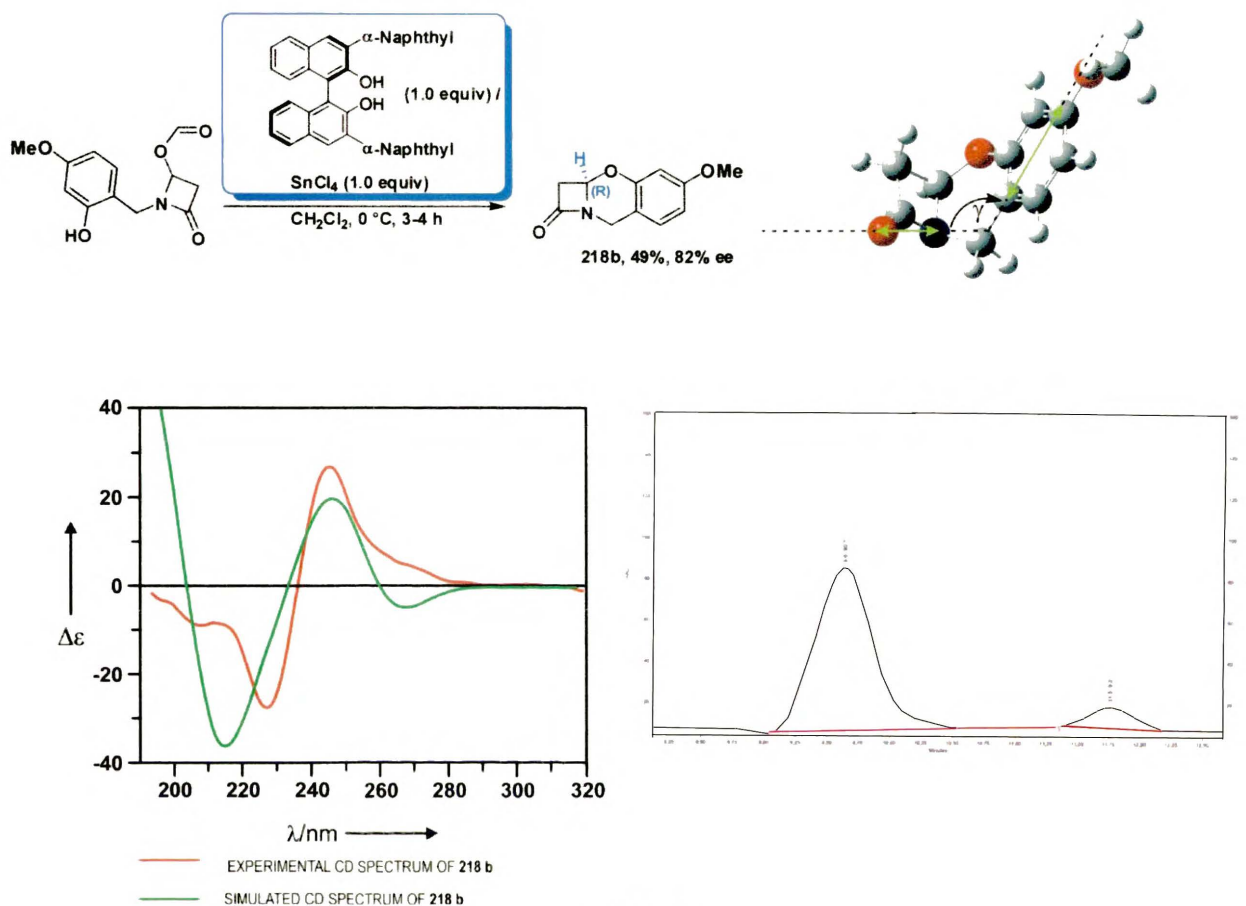 α-Naphthyl
OH
OH
(1.0 equiv) /
α-Naphthyl
SnCl4 (1.0 equiv)
CH2Cl2, 0 °C, 3-4 h
MeO
O
O
N
O
HO
H
O
OMe
(R)
N
O
218b, 49%, 82% ee
γ
40
20
0
-20
-40
Δε
200 220 240 260 280 300 320
λ/nm
EXPERIMENTAL CD SPECTRUM OF 218 b
SIMULATED CD SPECTRUM OF 218 b
Minutes